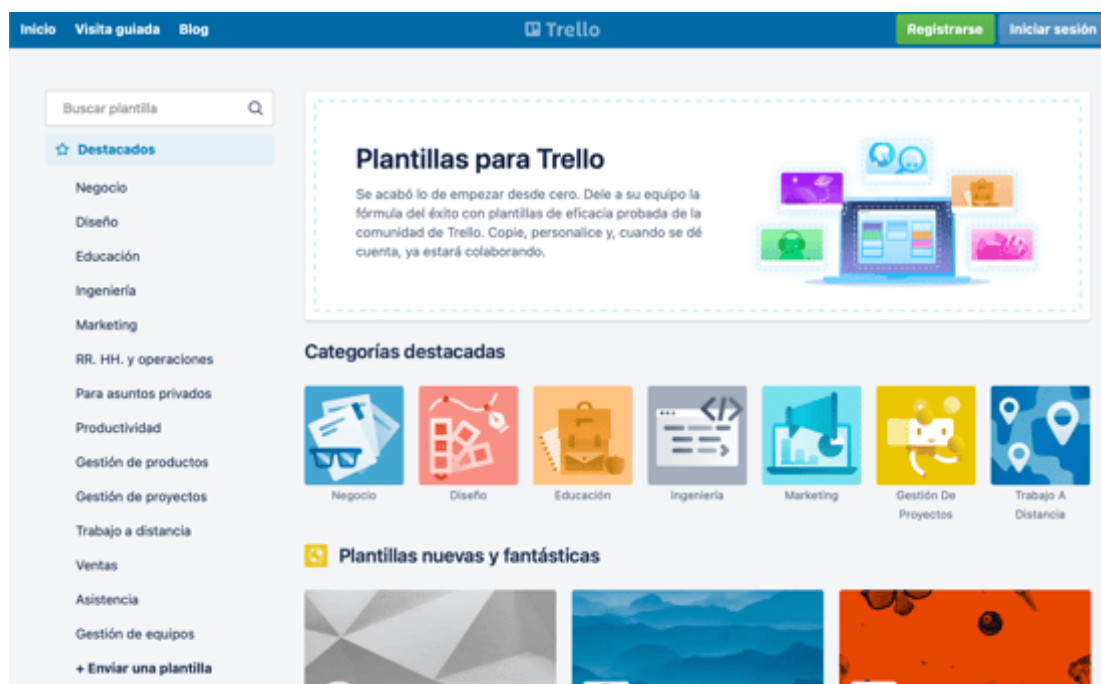 Inicio Visita guiada Blog Trello Registrarse Iniciar sesión
Buscar plantilla
Destacados
Negocio
Diseño
Educación
Ingeniería
Marketing
RR. HH. y operaciones
Para asuntos privados
Productividad
Gestión de productos
Gestión de proyectos
Trabajo a distancia
Ventas
Asistencia
Gestión de equipos
+ Enviar una plantilla
Plantillas para Trello
Se acabó lo de empezar desde cero. Dele a su equipo la
fórmula del éxito con plantillas de eficacia probada de la
comunidad de Trello. Copie, personalice y, cuando se dé
cuenta, ya estará colaborando.
Categorías destacadas
Negocio
Diseño
Educación
Ingeniería
Marketing
Gestión De
Proyectos
Trabajo A
Distancia
Plantillas nuevas y fantásticas